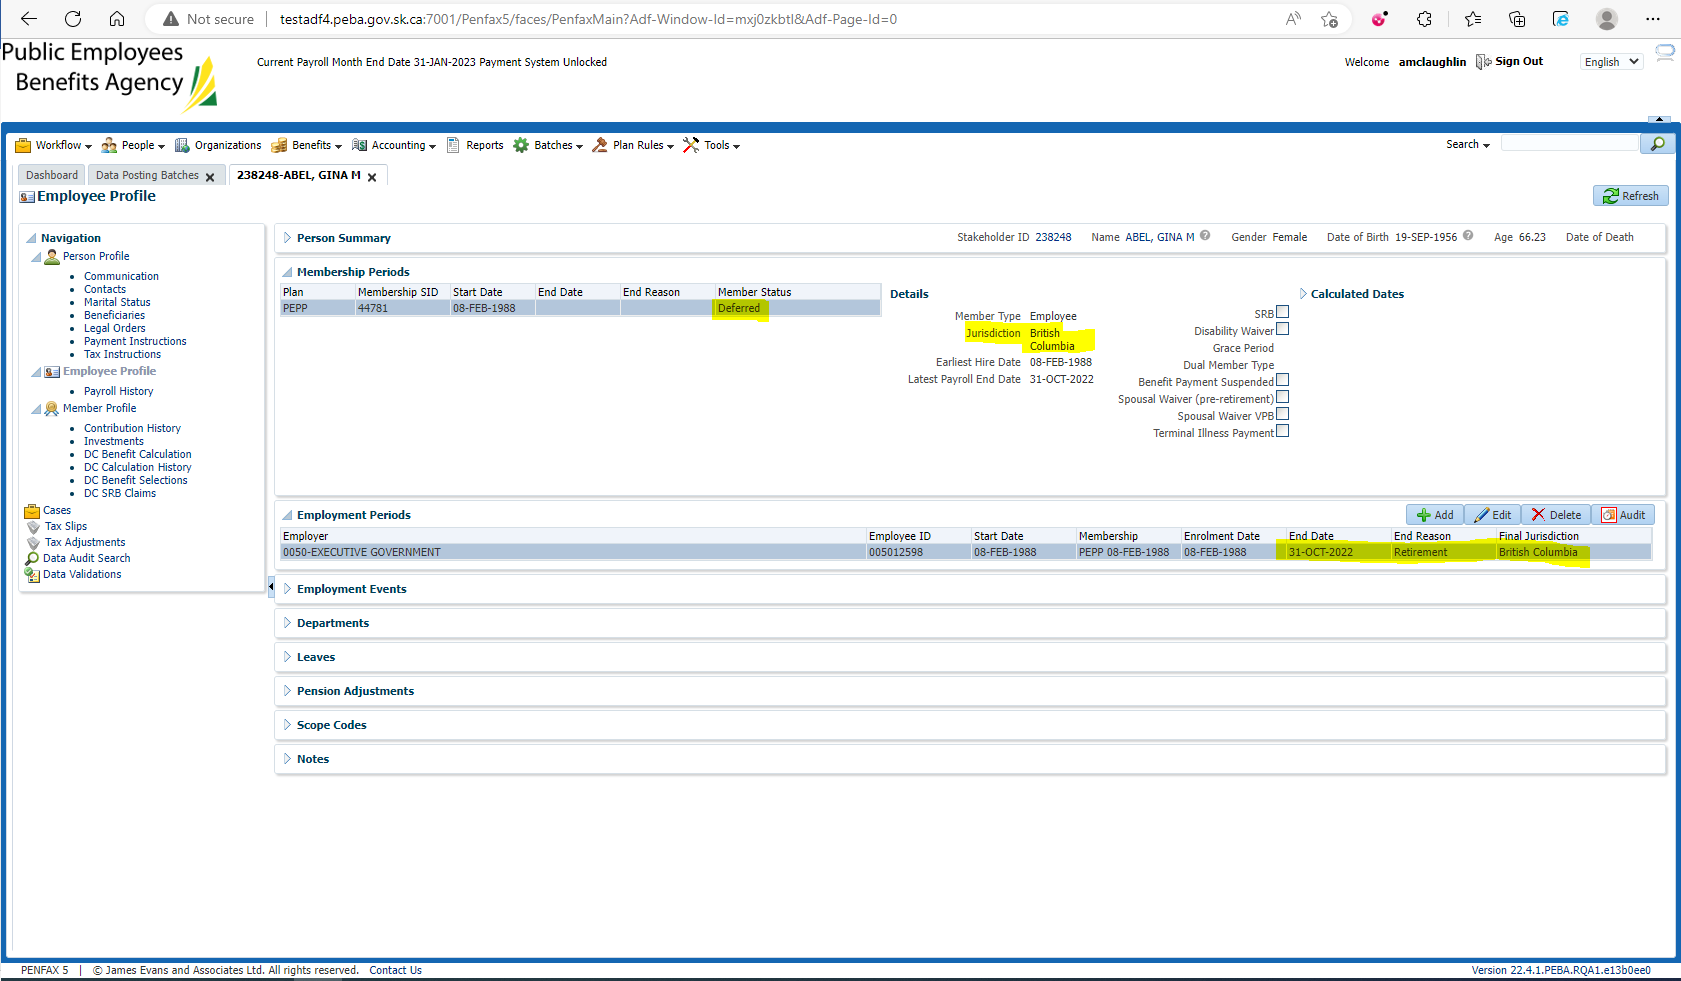 Not secure
testadf4.peba.gov.sk.ca:7001/Penfax5/faces/PenfaxMain?Adf-Window-Id=mxj0zkbtl&Adf-Page-Id=0
Public Employees
Benefits Agency
Current Payroll Month End Date 31-JAN-2023 Payment System Unlocked
Welcome amclaughlin Sign Out English
Workflow People Organizations Benefits Accounting Reports Batches Plan Rules Tools Search
Dashboard Data Posting Batches 238248-ABEL, GINA M
Employee Profile
Refresh
Navigation
Person Profile
Communication
Contacts
Marital Status
Beneficiaries
Legal Orders
Payment Instructions
Tax Instructions
Employee Profile
Payroll History
Member Profile
Contribution History
Investments
DC Benefit Calculation
DC Calculation History
DC Benefit Selections
DC SRB Claims
Cases
Tax Slips
Tax Adjustments
Data Audit Search
Data Validations
Person Summary Stakeholder ID 238248 Name ABEL, GINA M Gender Female Date of Birth 19-SEP-1956 Age 66.23 Date of Death
Membership Periods
Plan Membership SID Start Date End Date End Reason Member Status
PEPP 44781 08-FEB-1988 Deferred
Details
Member Type Employee
Jurisdiction British
Columbia
Earliest Hire Date 08-FEB-1988
Latest Payroll End Date 31-OCT-2022
SRB
Disability Waiver
Grace Period
Dual Member Type
Benefit Payment Suspended
Spousal Waiver (pre-retirement)
Spousal Waiver VPB
Terminal Illness Payment
Calculated Dates
Employment Periods
Add Edit Delete Audit
Employer Employee ID Start Date Membership Enrolment Date End Date End Reason Final Jurisdiction
0050-EXECUTIVE GOVERNMENT 005012598 08-FEB-1988 PEPP 08-FEB-1988 08-FEB-1988 31-OCT-2022 Retirement British Columbia
Employment Events
Departments
Leaves
Pension Adjustments
Scope Codes
Notes
PENFAX 5 | © James Evans and Associates Ltd. All rights reserved. Contact Us
Version 22.4.1.PEBA.RQA1.e13b0ee0